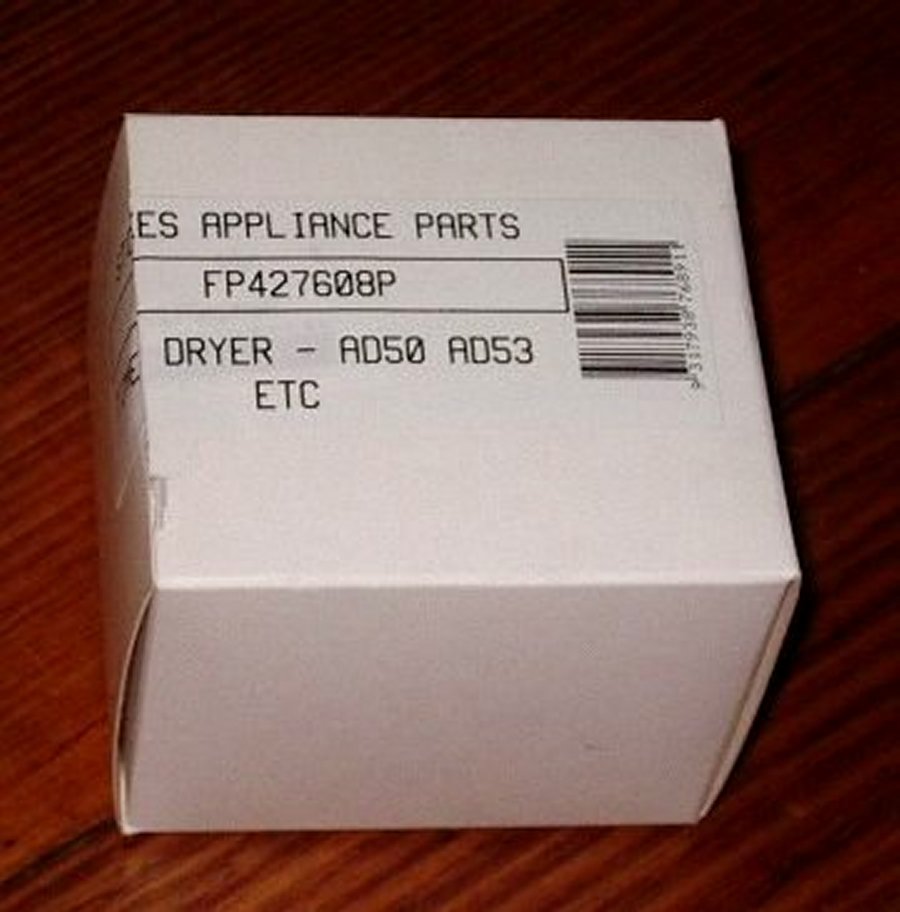 ES APPLIANCE PARTS
FP427608P
DRYER - AD50 AD53
ETC